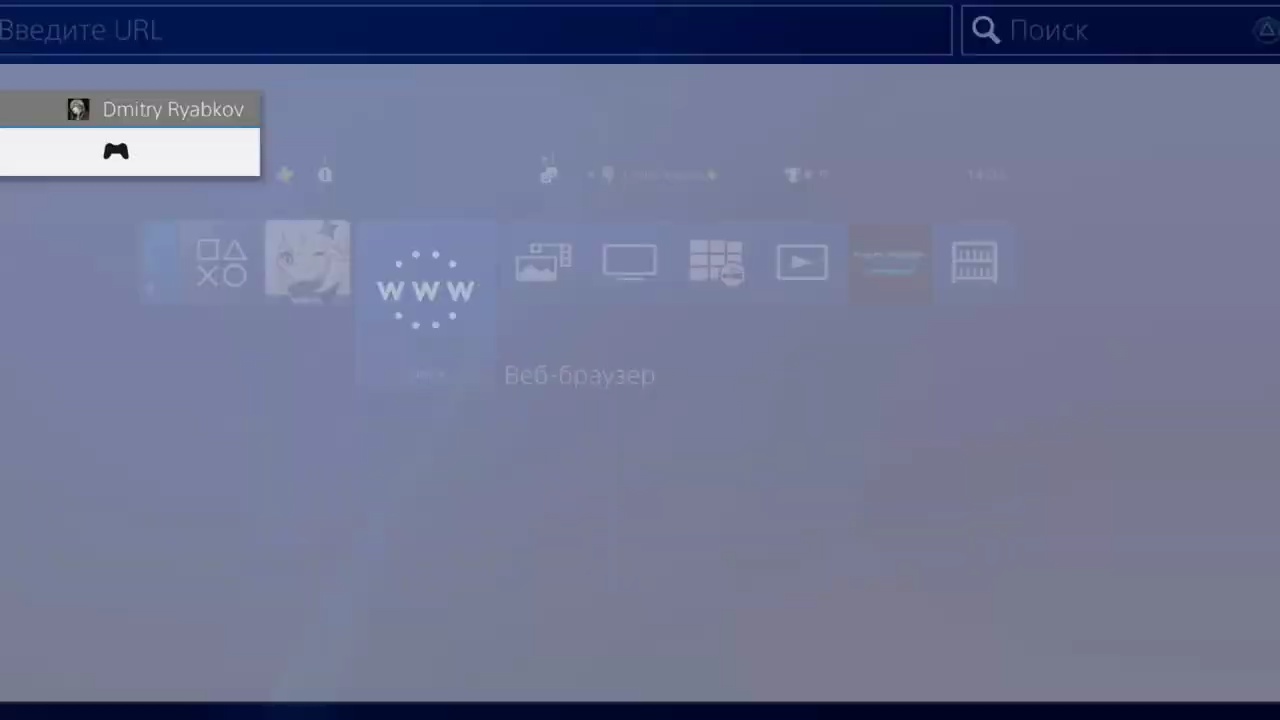 Введите URL
Поиск
Dmitry Ryabkov
WWW
Веб-браузер